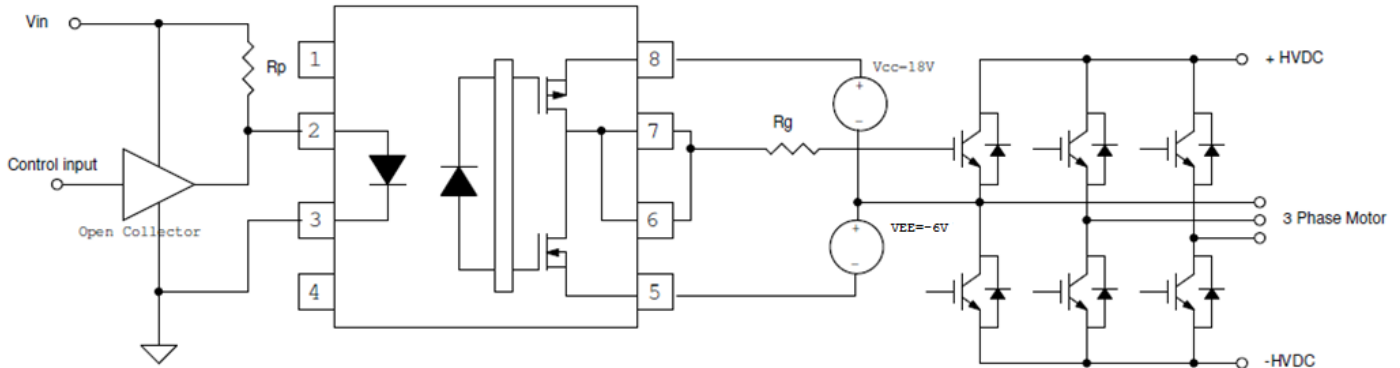 Vin
Rp
Control input
Open Collector
1
2
3
4
8
7
6
5
Rg
Vcc=18V
VEE=-6V
+ HVDC
3 Phase Motor
-HVDC
+
-
+
-